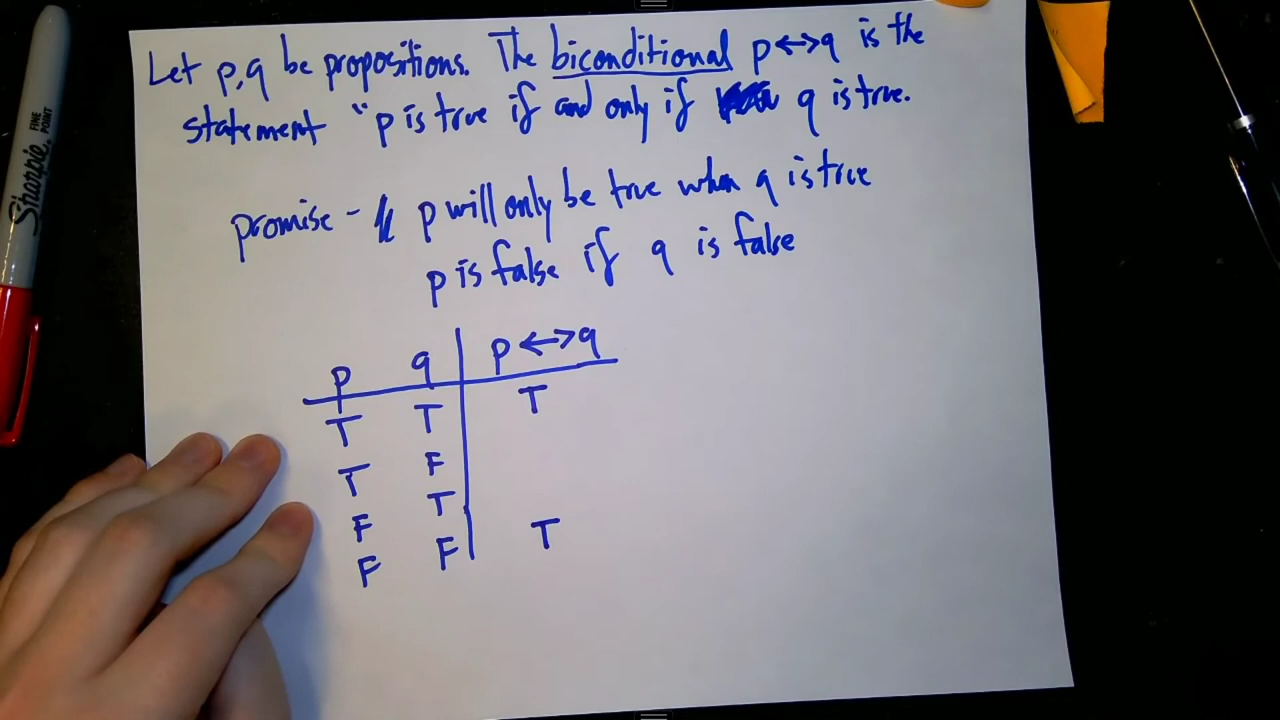 Let p,q be propositions. The biconditional p↔q is the
statement "p is true if and only if q is true.
promise - p will only be true when q is true
p is false if q is false
p q p↔q
T T T
T F
F T
F F T
Sharpie.
FINE POINT